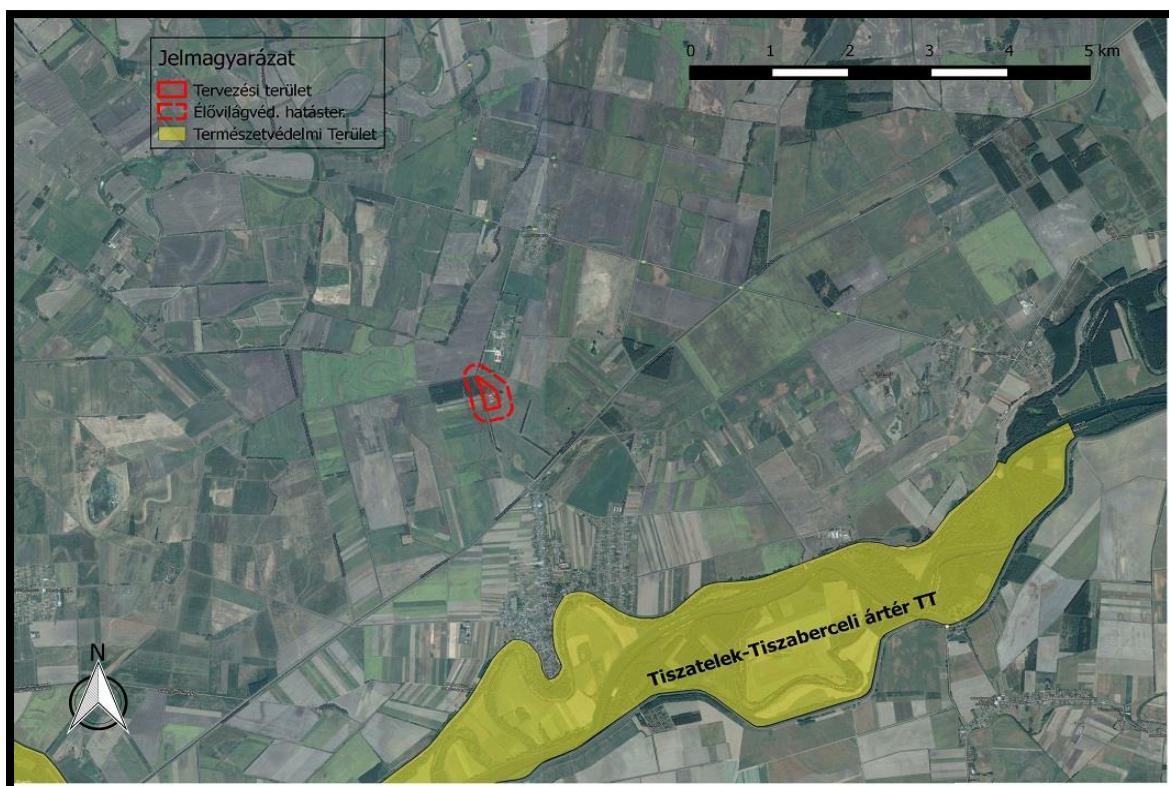 Jelmagyarázat
Tervezési terület
Élővilágvéd. hatáster.
Természetvédelmi Terület
0 1 2 3 4 5 km
Tiszatelek-Tiszaberceli ártér TT
N